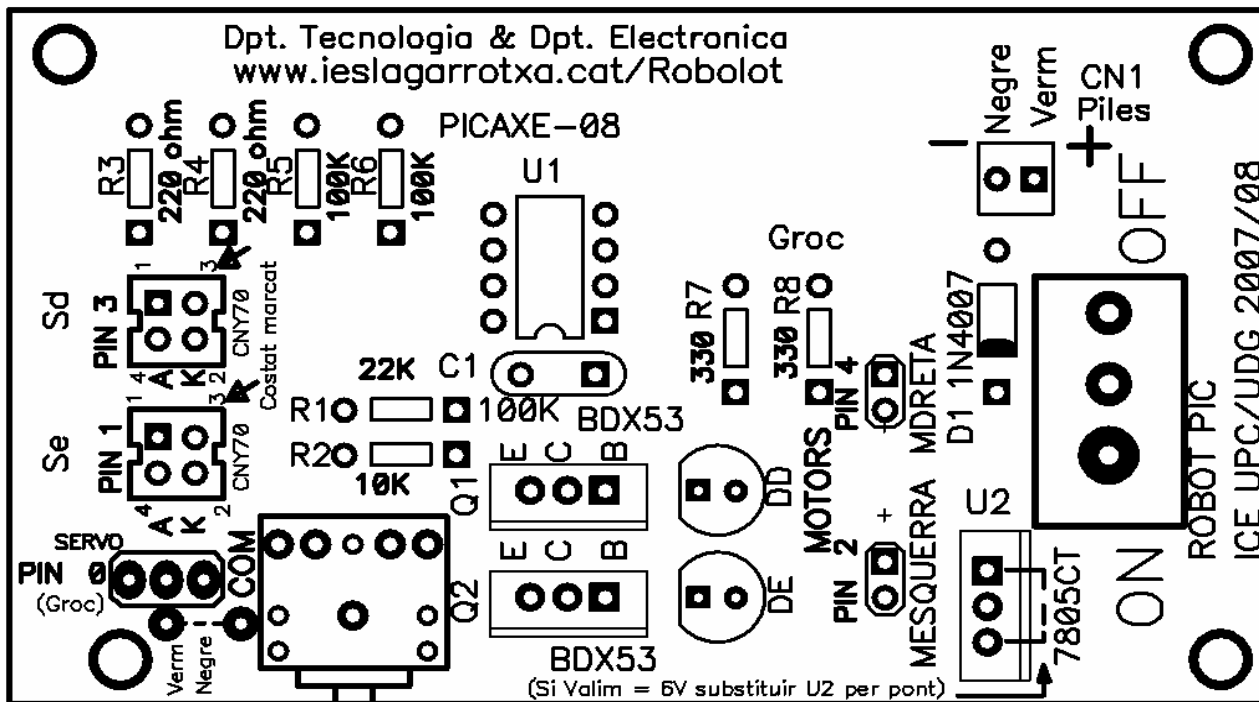 Dpt. Tecnologia & Dpt. Electronica
www.ieslagarrotxa.cat/Robolot
PICAXE-08
U1
R3
220 ohm
R4
220 ohm
R5
100K
R6
100K
Negre
Verm
CN1
Piles
- +
OFF
ON
ROBOT PIC
ICE UPC/UDG 2007/08
Groc
R7
330
R8
330
D1 1N4007
Sd
PIN 3
1
3
4
2
A
K
CNY70
Costat marcat
Se
PIN 1
1
3
4
2
A
K
CNY70
22K
R1
R2
10K
C1
100K
BDX53
E C B
Q1
E C B
Q2
BDX53
DD
DE
MOTORS
PIN 4
+
MDRETA
PIN 2
+
MESQUERRA
U2
7805CT
SERVO
PIN 0
(Groc)
COM
Verm
Negre
(Si Valim = 6V substituir U2 per pont)